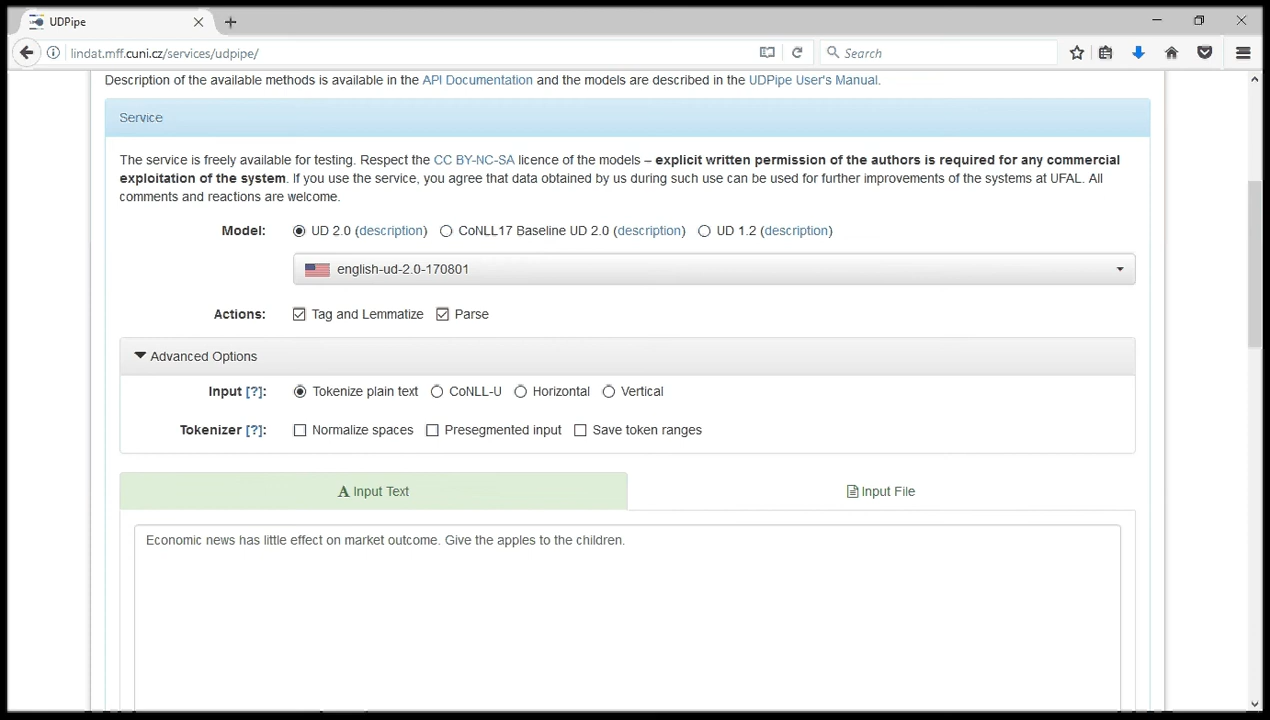 UDPipe
lindat.mff.cuni.cz/services/udpipe/
Search
Description of the available methods is available in the API Documentation and the models are described in the UDPipe User's Manual.
Service
The service is freely available for testing. Respect the CC BY-NC-SA licence of the models – explicit written permission of the authors is required for any commercial
exploitation of the system. If you use the service, you agree that data obtained by us during such use can be used for further improvements of the systems at UFAL. All
comments and reactions are welcome.
Model: UD 2.0 (description) CoNLL17 Baseline UD 2.0 (description) UD 1.2 (description)
english-ud-2.0-170801
Actions: Tag and Lemmatize Parse
Advanced Options
Input [?]: Tokenize plain text CoNLL-U Horizontal Vertical
Tokenizer [?]: Normalize spaces Presegmented input Save token ranges
A Input Text Input File
Economic news has little effect on market outcome. Give the apples to the children.